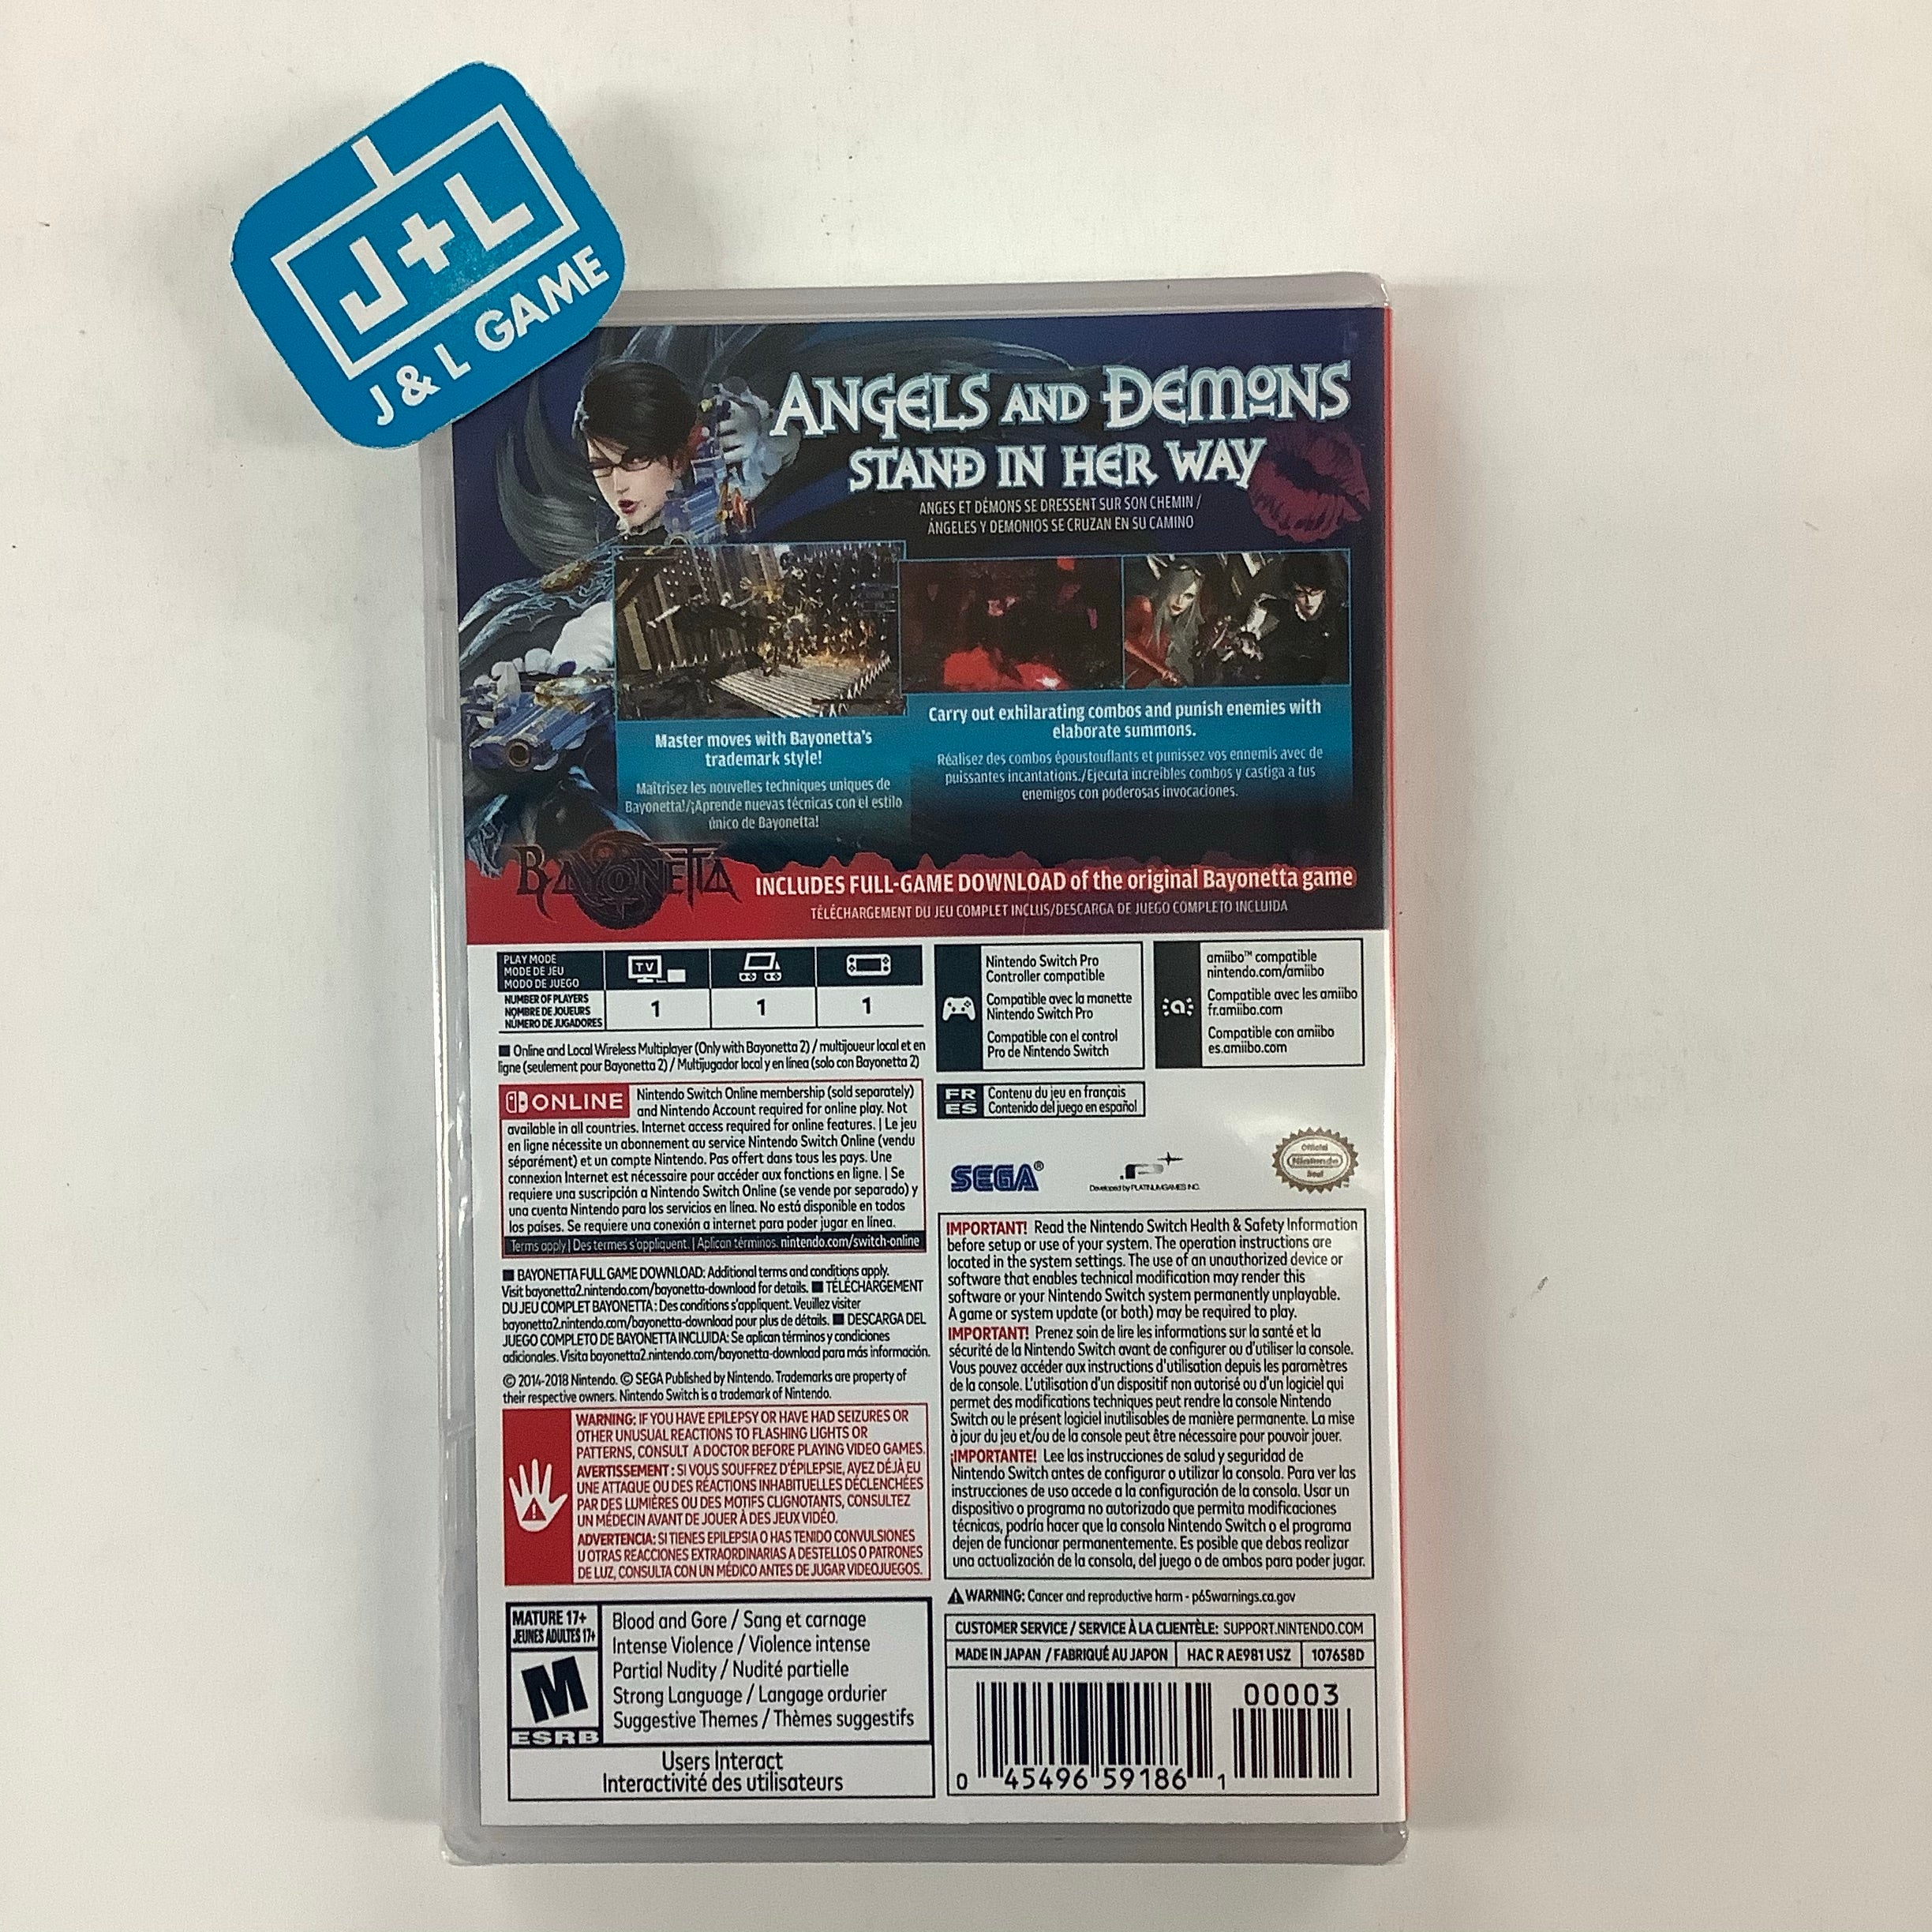 J+L
J & L GAME
ANGELS AND DEMONS
STAND IN HER WAY
ANGES ET DÉMONS SE DRESSENT SUR SON CHEMIN /
ÁNGELES Y DEMONIOS SE CRUZAN EN SU CAMINO
Master moves with Bayonetta's
trademark style!
Maîtrisez les nouvelles techniques uniques de
Bayonetta!/¡Aprende nuevas técnicas con el estilo
único de Bayonetta!
Carry out exhilarating combos and punish enemies with
elaborate summons.
Réalisez des combos époustouflants et punissez vos ennemis avec de
puissantes incantations./Ejecuta increíbles combos y castiga a tus
enemigos con poderosas invocaciones.
BAYONETTA
INCLUDES FULL-GAME DOWNLOAD of the original Bayonetta game
TÉLÉCHARGEMENT DU JEU COMPLET INCLUS/DESCARGA DE JUEGO COMPLETO INCLUIDA
PLAY MODE
MODE DE JEU
MODO DE JUEGO
TV
NUMBER OF PLAYERS
NOMBRE DE JOUEURS
NÚMERO DE JUGADORES
1 1 1
■ Online and Local Wireless Multiplayer (Only with Bayonetta 2) / multijoueur local et en
ligne (seulement pour Bayonetta 2) / Multijugador local y en línea (solo con Bayonetta 2)
Nintendo Switch Pro
Controller compatible
Compatible avec la manette
Nintendo Switch Pro
Compatible con el control
Pro de Nintendo Switch
amiibo™ compatible
nintendo.com/amiibo
Compatible avec les amiibo
fr.amiibo.com
Compatible con amiibo
es.amiibo.com
FR Contenu du jeu en français
ES Contenido del juego en español
ONLINE
Nintendo Switch Online membership (sold separately)
and Nintendo Account required for online play. Not
available in all countries. Internet access required for online features. | Le jeu
en ligne nécessite un abonnement au service Nintendo Switch Online (vendu
séparément) et un compte Nintendo. Pas offert dans tous les pays. Une
connexion Internet est nécessaire pour accéder aux fonctions en ligne. | Se
requiere una suscripción a Nintendo Switch Online (se vende por separado) y
una cuenta Nintendo para los servicios en línea. No está disponible en todos
los países. Se requiere una conexión a internet para poder jugar en línea.
Terms apply | Des termes s'appliquent. | Aplican términos. nintendo.com/switch-online
■ BAYONETTA FULL GAME DOWNLOAD: Additional terms and conditions apply.
Visit bayonetta2.nintendo.com/bayonetta-download for details. ■ TÉLÉCHARGEMENT
DU JEU COMPLET BAYONETTA : Des conditions s'appliquent. Veuillez visiter
bayonetta2.nintendo.com/bayonetta-download pour plus de détails. ■ DESCARGA DEL
JUEGO COMPLETO DE BAYONETTA INCLUIDA: Se aplican términos y condiciones
adicionales. Visita bayonetta2.nintendo.com/bayonetta-download para más información.
© 2014-2018 Nintendo. © SEGA Published by Nintendo. Trademarks are property of
their respective owners. Nintendo Switch is a trademark of Nintendo.
WARNING: IF YOU HAVE EPILEPSY OR HAVE HAD SEIZURES OR
OTHER UNUSUAL REACTIONS TO FLASHING LIGHTS OR
PATTERNS, CONSULT A DOCTOR BEFORE PLAYING VIDEO GAMES.
AVERTISSEMENT : SI VOUS SOUFFREZ D'ÉPILEPSIE, AVEZ DÉJÀ EU
UNE ATTAQUE OU DES RÉACTIONS INHABITUELLES DÉCLENCHÉES
PAR DES LUMIÈRES OU DES MOTIFS CLIGNOTANTS, CONSULTEZ
UN MÉDECIN AVANT DE JOUER À DES JEUX VIDÉO.
ADVERTENCIA: SI TIENES EPILEPSIA O HAS TENIDO CONVULSIONES
U OTRAS REACCIONES EXTRAORDINARIAS A DESTELLOS O PATRONES
DE LUZ, CONSULTA CON UN MÉDICO ANTES DE JUGAR VIDEOJUEGOS.
SEGA®
Developed by PLATINUMGAMES INC.
Official
Nintendo
Seal
IMPORTANT! Read the Nintendo Switch Health & Safety Information
before setup or use of your system. The operation instructions are
located in the system settings. The use of an unauthorized device or
software that enables technical modification may render this
software or your Nintendo Switch system permanently unplayable.
A game or system update (or both) may be required to play.
IMPORTANT! Prenez soin de lire les informations sur la santé et la
sécurité de la Nintendo Switch avant de configurer ou d'utiliser la console.
Vous pouvez accéder aux instructions d'utilisation depuis les paramètres
de la console. L'utilisation d'un dispositif non autorisé ou d'un logiciel qui
permet des modifications techniques peut rendre la console Nintendo
Switch ou le présent logiciel inutilisables de manière permanente. La mise
à jour du jeu et/ou de la console peut être nécessaire pour pouvoir jouer.
¡IMPORTANTE! Lee las instrucciones de salud y seguridad de
Nintendo Switch antes de configurar o utilizar la consola. Para ver las
instrucciones de uso accede a la configuración de la consola. Usar un
dispositivo o programa no autorizado que permita modificaciones
técnicas, podría hacer que la consola Nintendo Switch o el programa
dejen de funcionar permanentemente. Es posible que debas realizar
una actualización de la consola, del juego o de ambos para poder jugar.
WARNING: Cancer and reproductive harm - p65warnings.ca.gov
MATURE 17+
JEUNES ADULTES 17+
M
ESRB
Blood and Gore / Sang et carnage
Intense Violence / Violence intense
Partial Nudity / Nudité partielle
Strong Language / Langage ordurier
Suggestive Themes / Thèmes suggestifs
Users Interact
Interactivité des utilisateurs
CUSTOMER SERVICE / SERVICE À LA CLIENTÈLE: SUPPORT.NINTENDO.COM
MADE IN JAPAN / FABRIQUÉ AU JAPON HAC R AE981 USZ 107658D
00003
0 45496 59186 1